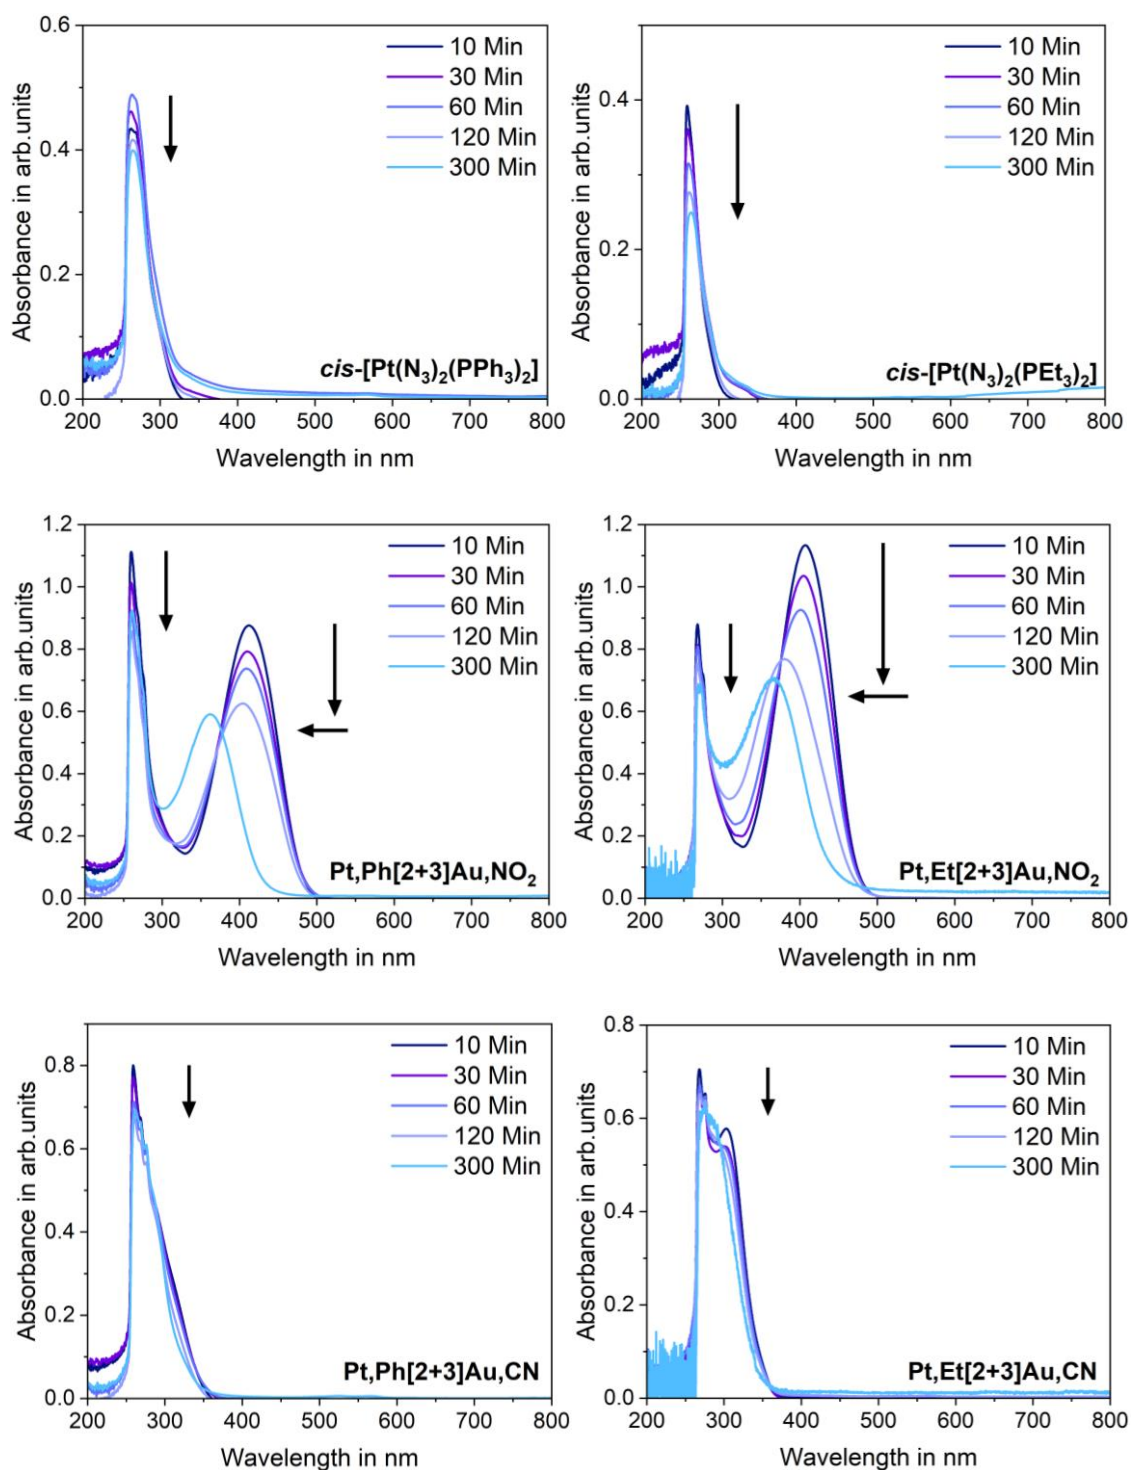 0.6
0.4
0.2
0.0
Absorbance in arb.units
10 Min
30 Min
60 Min
120 Min
300 Min
cis-[Pt(N₃)₂(PPh₃)₂]
200 300 400 500 600 700 800
Wavelength in nm
0.4
0.2
0.0
Absorbance in arb.units
10 Min
30 Min
60 Min
120 Min
300 Min
cis-[Pt(N₃)₂(PEt₃)₂]
200 300 400 500 600 700 800
Wavelength in nm
1.2
1.0
0.8
0.6
0.4
0.2
0.0
Absorbance in arb.units
10 Min
30 Min
60 Min
120 Min
300 Min
Pt,Ph[2+3]Au,NO₂
200 300 400 500 600 700 800
Wavelength in nm
1.2
1.0
0.8
0.6
0.4
0.2
0.0
Absorbance in arb.units
10 Min
30 Min
60 Min
120 Min
300 Min
Pt,Et[2+3]Au,NO₂
200 300 400 500 600 700 800
Wavelength in nm
0.8
0.6
0.4
0.2
0.0
Absorbance in arb.units
10 Min
30 Min
60 Min
120 Min
300 Min
Pt,Ph[2+3]Au,CN
200 300 400 500 600 700 800
Wavelength in nm
0.8
0.6
0.4
0.2
0.0
Absorbance in arb.units
10 Min
30 Min
60 Min
120 Min
300 Min
Pt,Et[2+3]Au,CN
200 300 400 500 600 700 800
Wavelength in nm